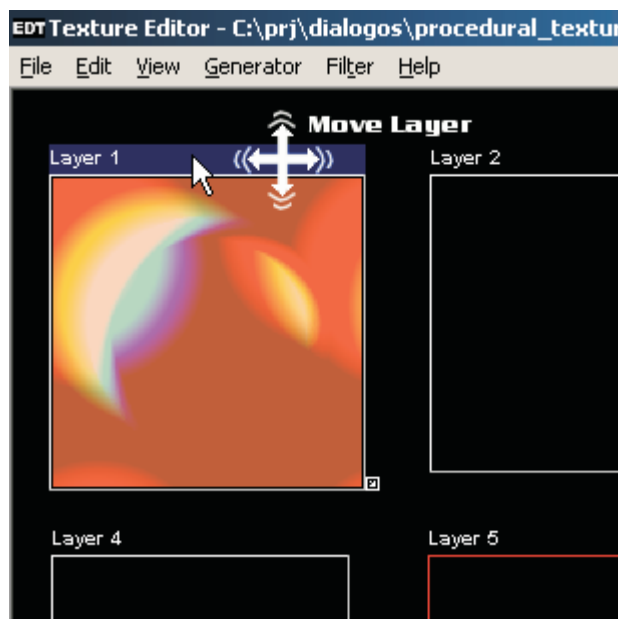 EDT Texture Editor - C:\prj\dialogos\procedural_textur
File Edit View Generator Filter Help
Move Layer
Layer 1
Layer 2
Layer 4
Layer 5